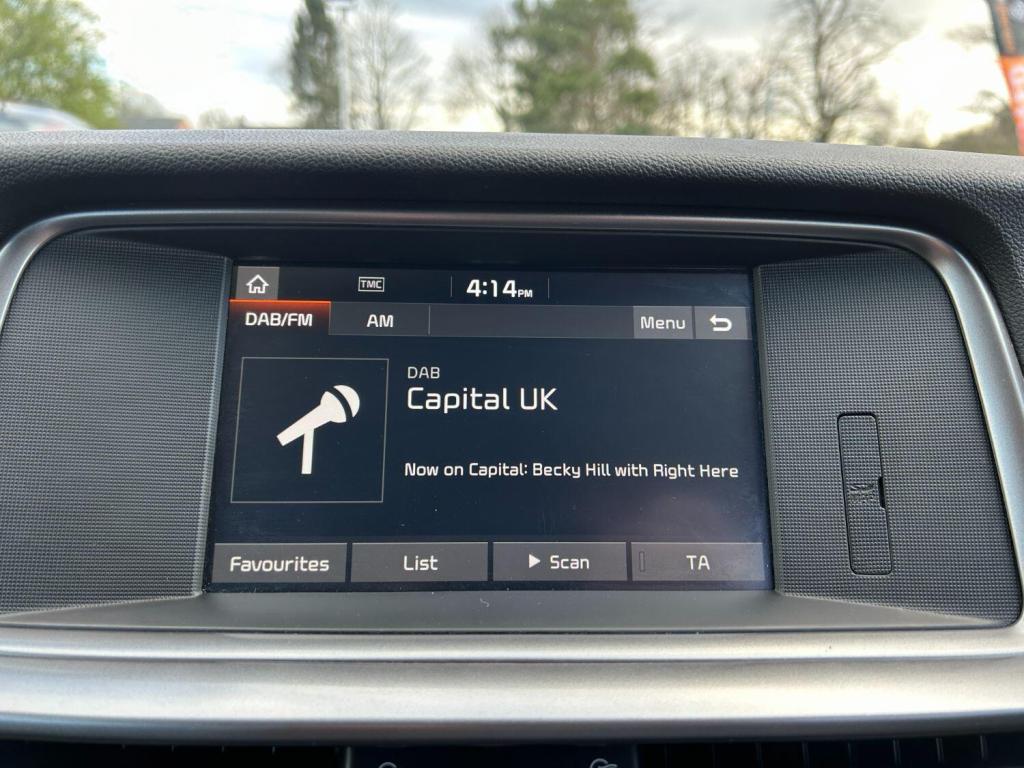 TMC
4:14PM
DAB/FM
AM
Menu
DAB
Capital UK
Now on Capital: Becky Hill with Right Here
Favourites
List
Scan
TA